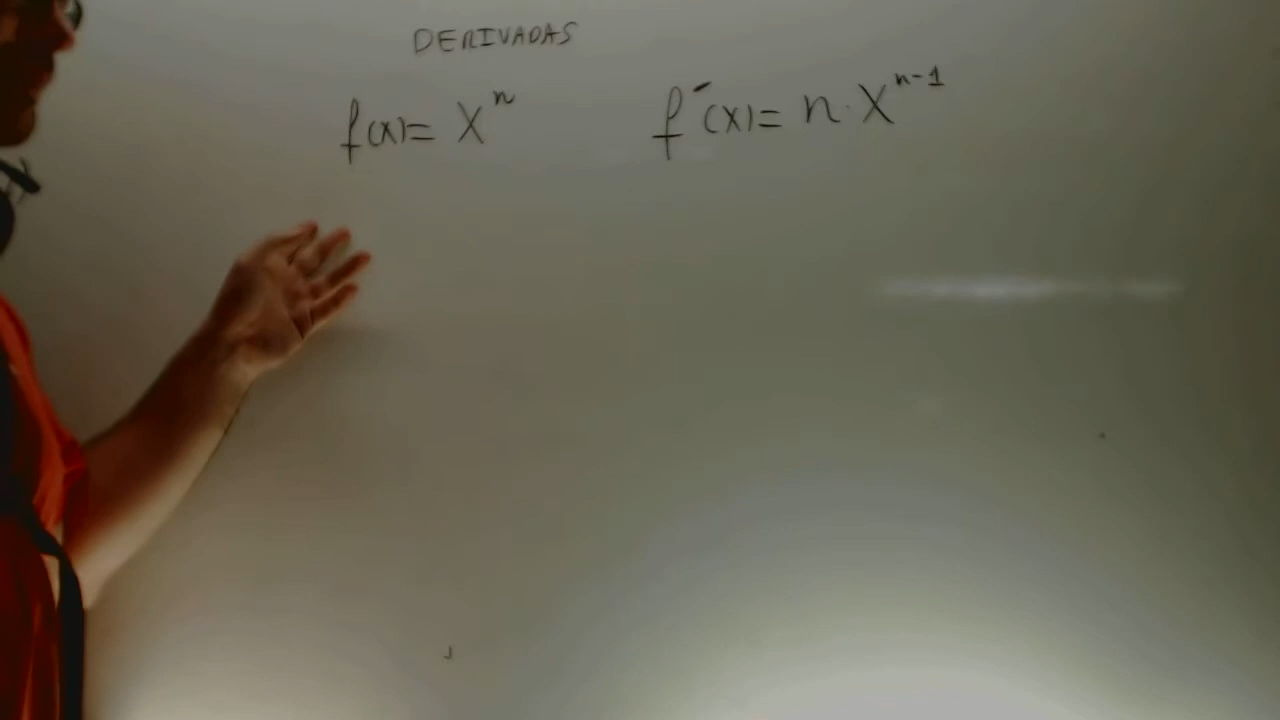 DERIVADAS
f(x)= x^n f´(x)= n·x^(n-1)